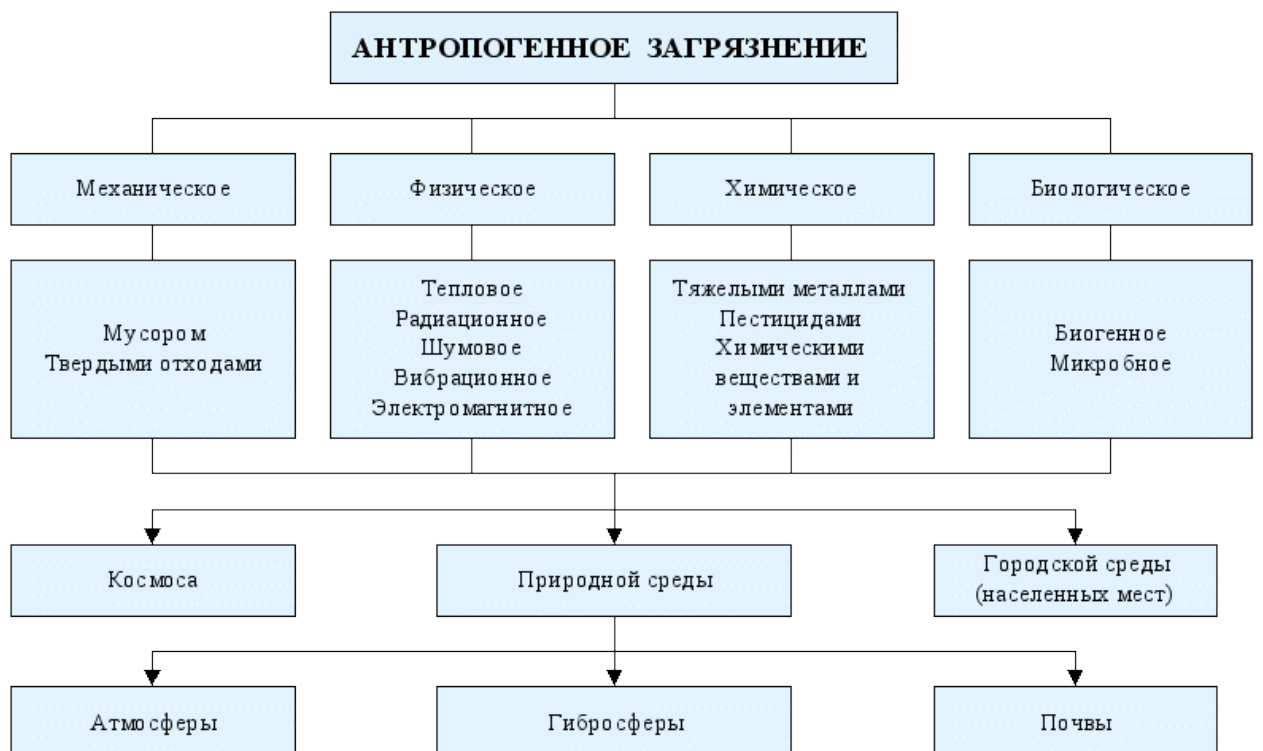 АНТРОПОГЕННОЕ ЗАГРЯЗНЕНИЕ
Механическое
Физическое
Химическое
Биологическое
Мусором
Твердыми отходами
Тепловое
Радиационное
Шумовое
Вибрационное
Электромагнитное
Тяжелыми металлами
Пестицидами
Химическими
веществами и
элементами
Биогенное
Микробное
Космоса
Природной среды
Городской среды
(населенных мест)
Атмосферы
Гибросферы
Почвы